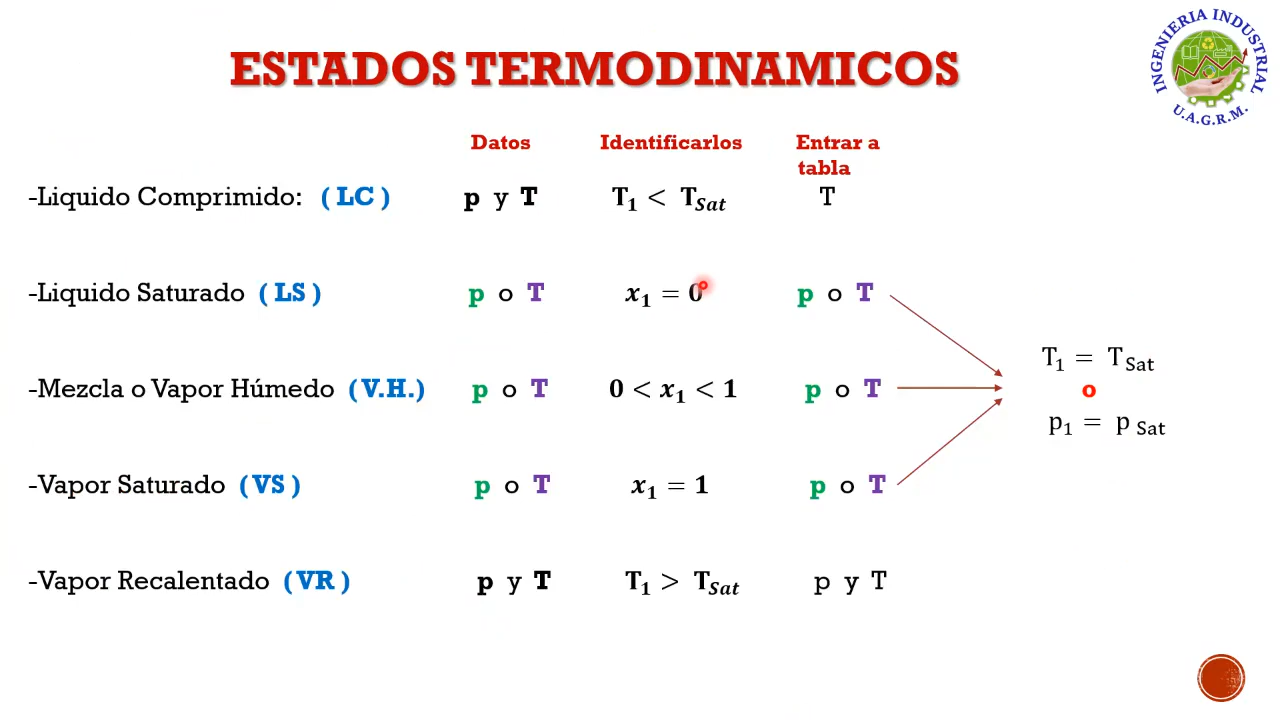 INGENIERIA INDUSTRIAL
U.A.G.R.M.
ESTADOS TERMODINAMICOS
Datos Identificarlos Entrar a tabla
-Liquido Comprimido: ( LC ) p y T T₁ < T_Sat T
-Liquido Saturado ( LS ) p o T x₁ = 0 p o T
T₁ = T_Sat
-Mezcla o Vapor Húmedo ( V.H.) p o T 0 < x₁ < 1 p o T o
p₁ = p_Sat
-Vapor Saturado ( VS ) p o T x₁ = 1 p o T
-Vapor Recalentado ( VR ) p y T T₁ > T_Sat p y T